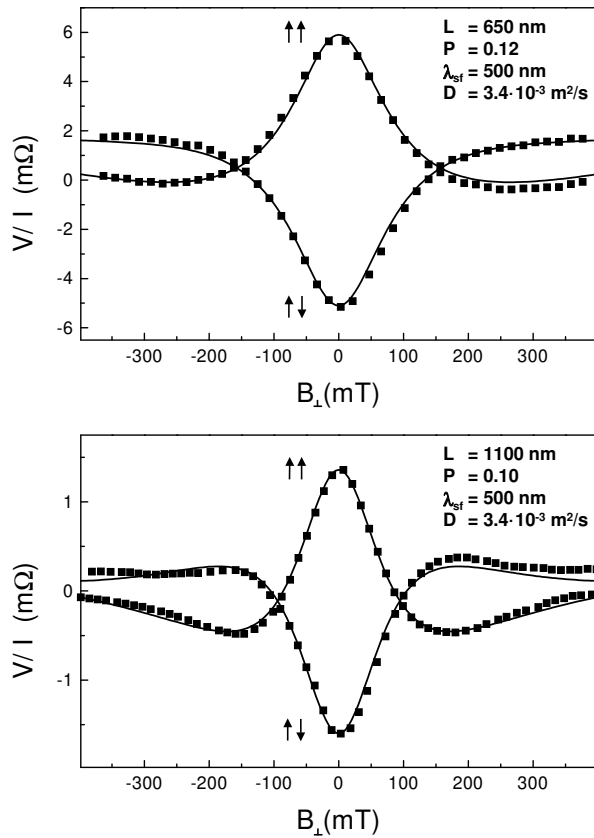 ↑↑
L = 650 nm
P = 0.12
λsf = 500 nm
D = 3.4·10⁻³ m²/s
6
4
2
0
-2
-4
-6
V/I (mΩ)
↑↓
-300 -200 -100 0 100 200 300
B⊥(mT)
↑↑
L = 1100 nm
P = 0.10
λsf = 500 nm
D = 3.4·10⁻³ m²/s
1
0
-1
V/I (mΩ)
↑↓
-300 -200 -100 0 100 200 300
B⊥(mT)